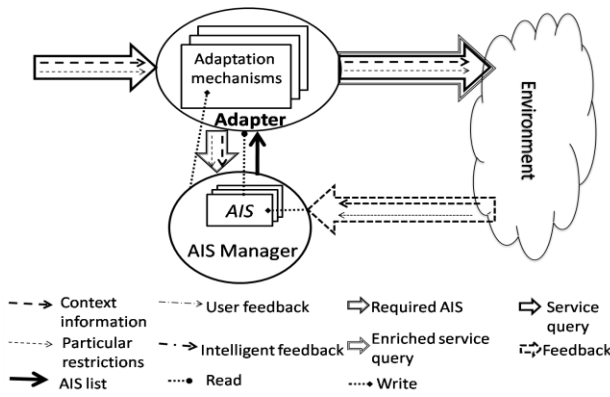 Adaptation
mechanisms
Adapter
Environment
AIS
AIS Manager
Context
information
User feedback
Required AIS
Service
query
Particular
restrictions
Intelligent feedback
Enriched service
query
Feedback
AIS list
Read
Write